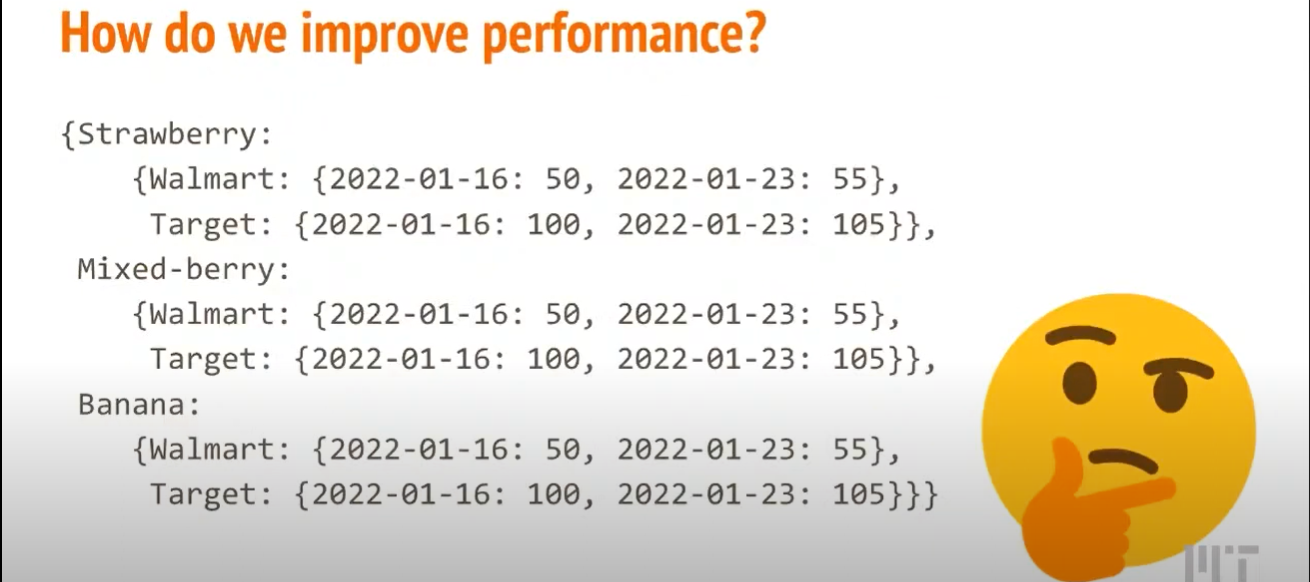 How do we improve performance?
{Strawberry:
{Walmart: {2022-01-16: 50, 2022-01-23: 55},
Target: {2022-01-16: 100, 2022-01-23: 105}},
Mixed-berry:
{Walmart: {2022-01-16: 50, 2022-01-23: 55},
Target: {2022-01-16: 100, 2022-01-23: 105}},
Banana:
{Walmart: {2022-01-16: 50, 2022-01-23: 55},
Target: {2022-01-16: 100, 2022-01-23: 105}}}
MIT